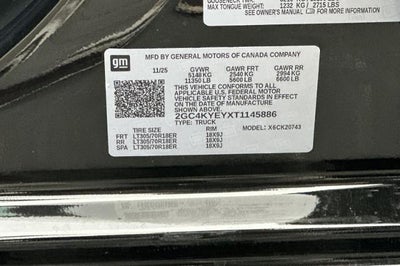 MAX TONGUE WEIGHT: 1232 KG / 2715 LBS
SEE OWNER'S MANUAL FOR ADDITIONAL INFORMATION
gm
MFD BY GENERAL MOTORS OF CANADA COMPANY
11/25 GVWR GAWR FRT GAWR RR
5148 KG 2540 KG 2994 KG
11350 LB 5600 LB 6600 LB
THIS VEHICLE CONFORMS TO ALL APPLICABLE
U.S. FEDERAL MOTOR VEHICLE
SAFETY STANDARDS IN EFFECT ON THE DATE OF
MANUFACTURE SHOWN ABOVE.
2GC4KYEYXT1145886
TYPE: TRUCK
TIRE SIZE RIM MODEL: X6CK20743
FRT LT305/70R18ER 18X9J
RR LT305/70R18ER 18X9J
SPA LT305/70R18ER 18X9J